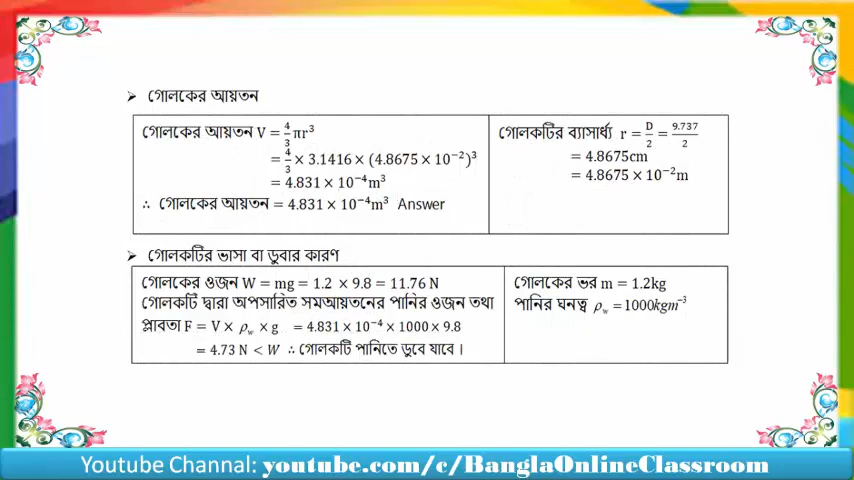 ➢ গোলকের আয়তন
গোলকের আয়তন V = 4/3 πr³
= 4/3 × 3.1416 × (4.8675 × 10⁻²)³
= 4.831 × 10⁻⁴m³
∴ গোলকের আয়তন = 4.831 × 10⁻⁴m³ Answer
গোলকটির ব্যাসার্ধ্য r = D/2 = 9.737/2
= 4.8675cm
= 4.8675 × 10⁻²m
➢ গোলকটির ভাসা বা ডুবার কারণ
গোলকের ওজন W = mg = 1.2 × 9.8 = 11.76 N
গোলকটি দ্বারা অপসারিত সমআয়তনের পানির ওজন তথা
প্লাবতা F = V × ρw × g = 4.831 × 10⁻⁴ × 1000 × 9.8
= 4.73 N < W ∴ গোলকটি পানিতে ডুবে যাবে।
গোলকের ভর m = 1.2kg
পানির ঘনত্ব ρw = 1000kgm⁻³
Youtube Channal: youtube.com/c/BanglaOnlineClassroom